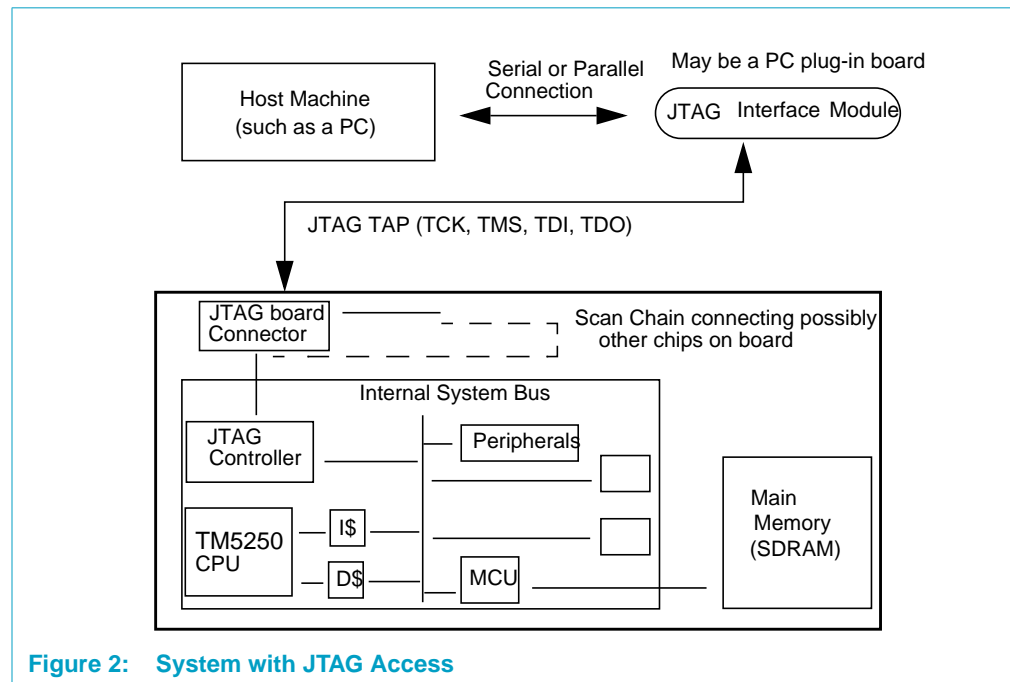 Host Machine
(such as a PC)
Serial or Parallel
Connection
May be a PC plug-in board
JTAG Interface Module
JTAG TAP (TCK, TMS, TDI, TDO)
JTAG board
Connector
Scan Chain connecting possibly
other chips on board
Internal System Bus
JTAG
Controller
Peripherals
TM5250
CPU
I$
D$
MCU
Main
Memory
(SDRAM)
Figure 2: System with JTAG Access